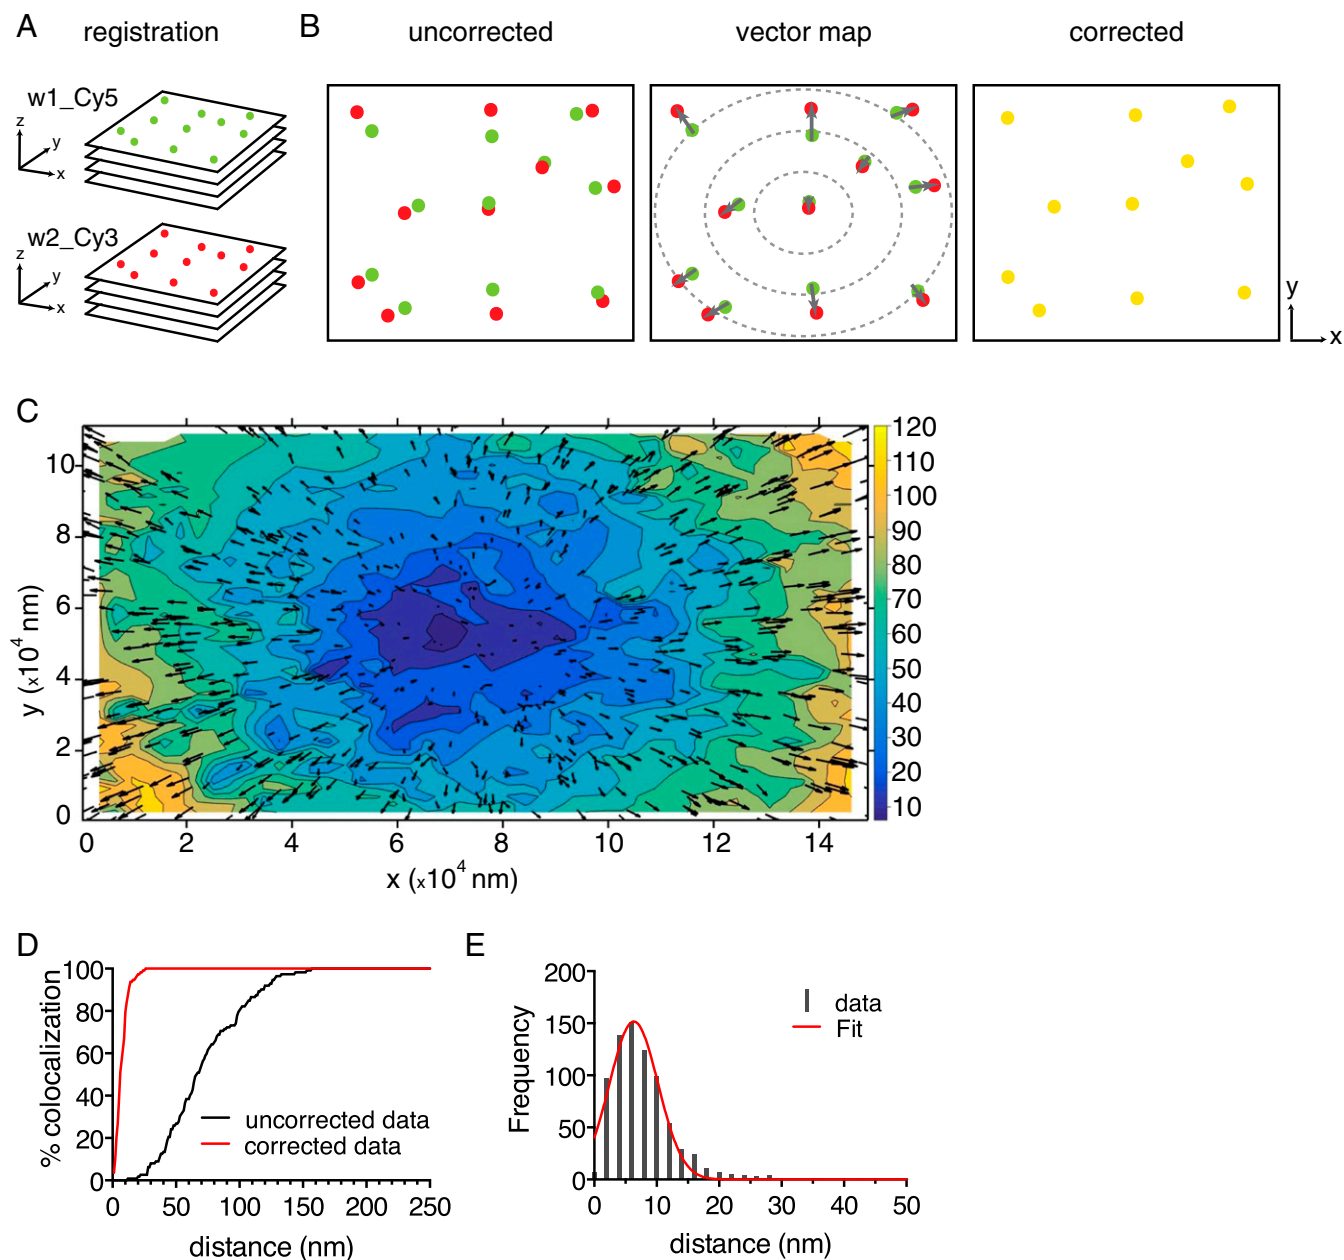 A registration
w1_Cy5
z
y
x
w2_Cy3
z
y
x
B uncorrected vector map corrected
y
x
C
10
8
6
4
2
0
y (x10⁴ nm)
0 2 4 6 8 10 12 14
x (x10⁴ nm)
120
110
100
90
80
70
60
50
40
30
20
10
D
% colocalization
100
80
60
40
20
0
uncorrected data
corrected data
0 50 100 150 200 250
distance (nm)
E
Frequency
200
150
100
50
0
data
Fit
0 10 20 30 40 50
distance (nm)